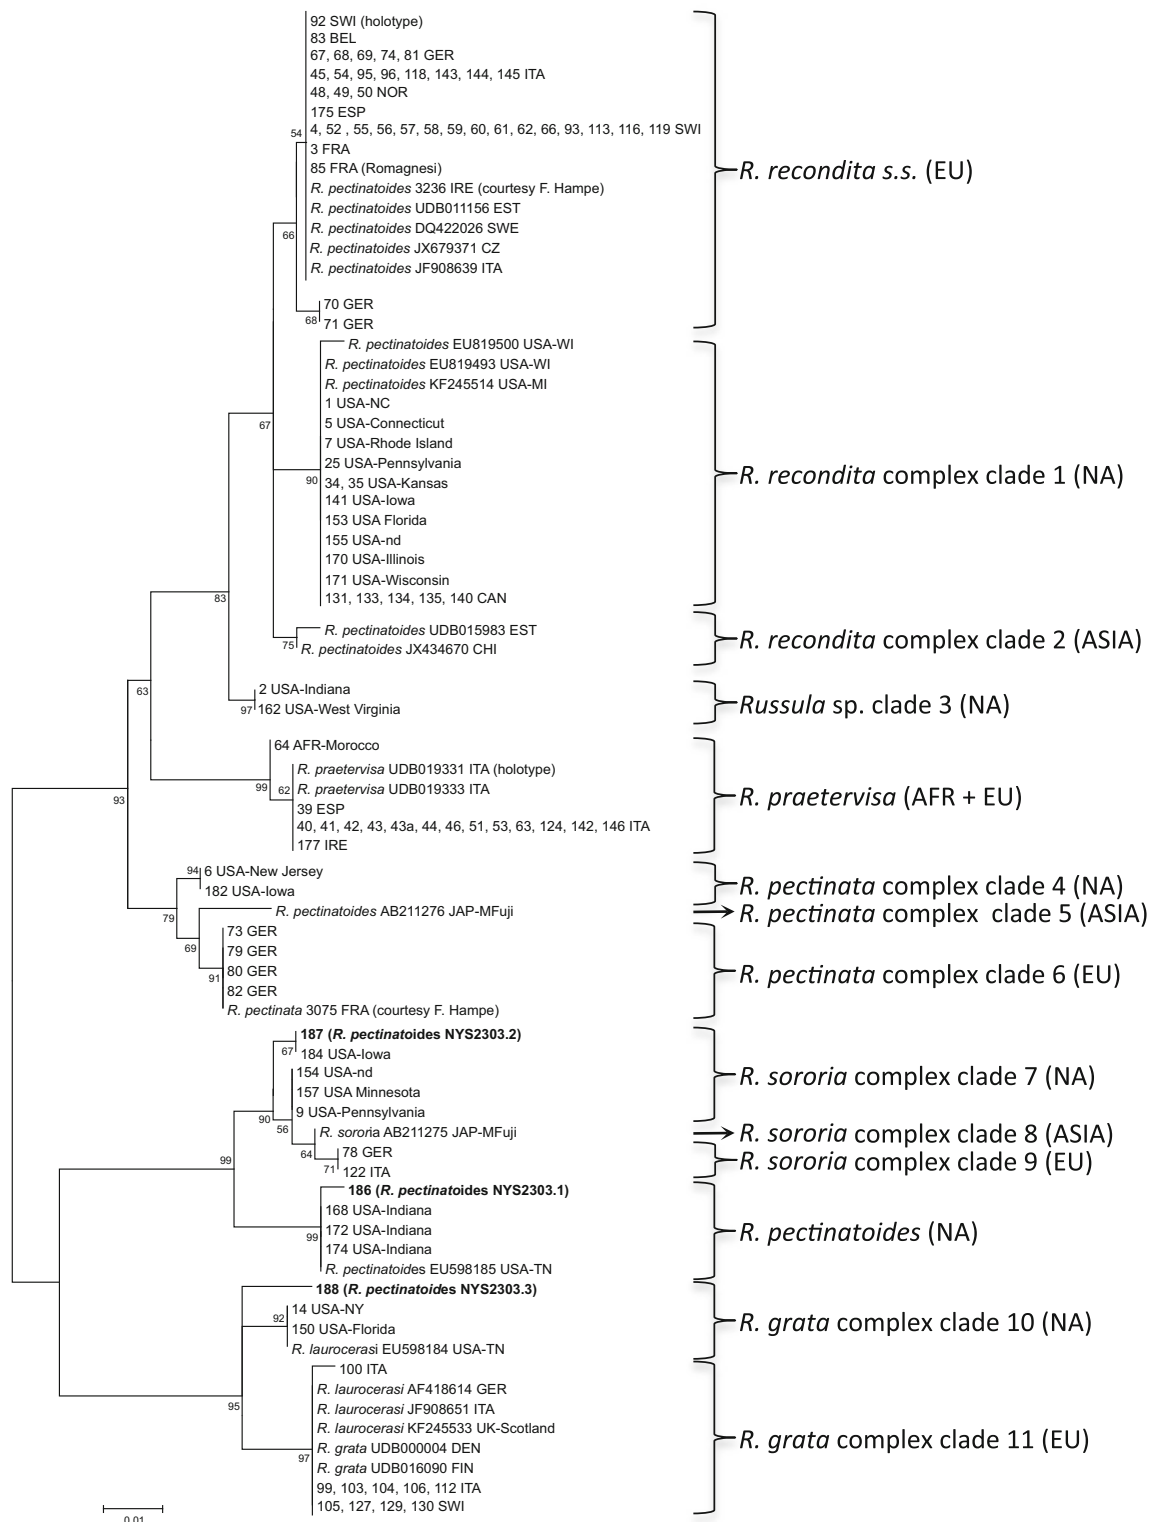 92 SWI (holotype)
83 BEL
67, 68, 69, 74, 81 GER
45, 54, 95, 96, 118, 143, 144, 145 ITA
48, 49, 50 NOR
175 ESP
4, 52 , 55, 56, 57, 58, 59, 60, 61, 62, 66, 93, 113, 116, 119 SWI
54
3 FRA
85 FRA (Romagnesi)
R. recondita s.s. (EU)
R. pectinatoides 3236 IRE (courtesy F. Hampe)
R. pectinatoides UDB011156 EST
R. pectinatoides DQ422026 SWE
66
R. pectinatoides JX679371 CZ
R. pectinatoides JF908639 ITA
70 GER
68
71 GER
R. pectinatoides EU819500 USA-WI
R. pectinatoides EU819493 USA-WI
R. pectinatoides KF245514 USA-MI
1 USA-NC
5 USA-Connecticut
67
7 USA-Rhode Island
25 USA-Pennsylvania
R. recondita complex clade 1 (NA)
90
34, 35 USA-Kansas
141 USA-Iowa
153 USA Florida
155 USA-nd
170 USA-Illinois
171 USA-Wisconsin
131, 133, 134, 135, 140 CAN
83
R. pectinatoides UDB015983 EST
R. recondita complex clade 2 (ASIA)
75
R. pectinatoides JX434670 CHI
2 USA-Indiana
63
Russula sp. clade 3 (NA)
97
162 USA-West Virginia
64 AFR-Morocco
R. praetervisa UDB019331 ITA (holotype)
99
62
R. praetervisa UDB019333 ITA
R. praetervisa (AFR + EU)
93
39 ESP
40, 41, 42, 43, 43a, 44, 46, 51, 53, 63, 124, 142, 146 ITA
177 IRE
94
6 USA-New Jersey
182 USA-Iowa
R. pectinata complex clade 4 (NA)
79
R. pectinatoides AB211276 JAP-MFuji
R. pectinata complex clade 5 (ASIA)
73 GER
69
79 GER
80 GER
R. pectinata complex clade 6 (EU)
91
82 GER
R. pectinata 3075 FRA (courtesy F. Hampe)
187 (R. pectinatoides NYS2303.2)
67
184 USA-Iowa
154 USA-nd
R. sororia complex clade 7 (NA)
157 USA Minnesota
9 USA-Pennsylvania
90
56
R. sororia AB211275 JAP-MFuji
R. sororia complex clade 8 (ASIA)
64
78 GER
99
R. sororia complex clade 9 (EU)
71
122 ITA
186 (R. pectinatoides NYS2303.1)
168 USA-Indiana
172 USA-Indiana
R. pectinatoides (NA)
99
174 USA-Indiana
R. pectinatoides EU598185 USA-TN
188 (R. pectinatoides NYS2303.3)
14 USA-NY
92
R. grata complex clade 10 (NA)
150 USA-Florida
R. laurocerasi EU598184 USA-TN
100 ITA
R. laurocerasi AF418614 GER
95
R. laurocerasi JF908651 ITA
R. laurocerasi KF245533 UK-Scotland
R. grata complex clade 11 (EU)
R. grata UDB000004 DEN
97
R. grata UDB016090 FIN
99, 103, 104, 106, 112 ITA
105, 127, 129, 130 SWI
0.01